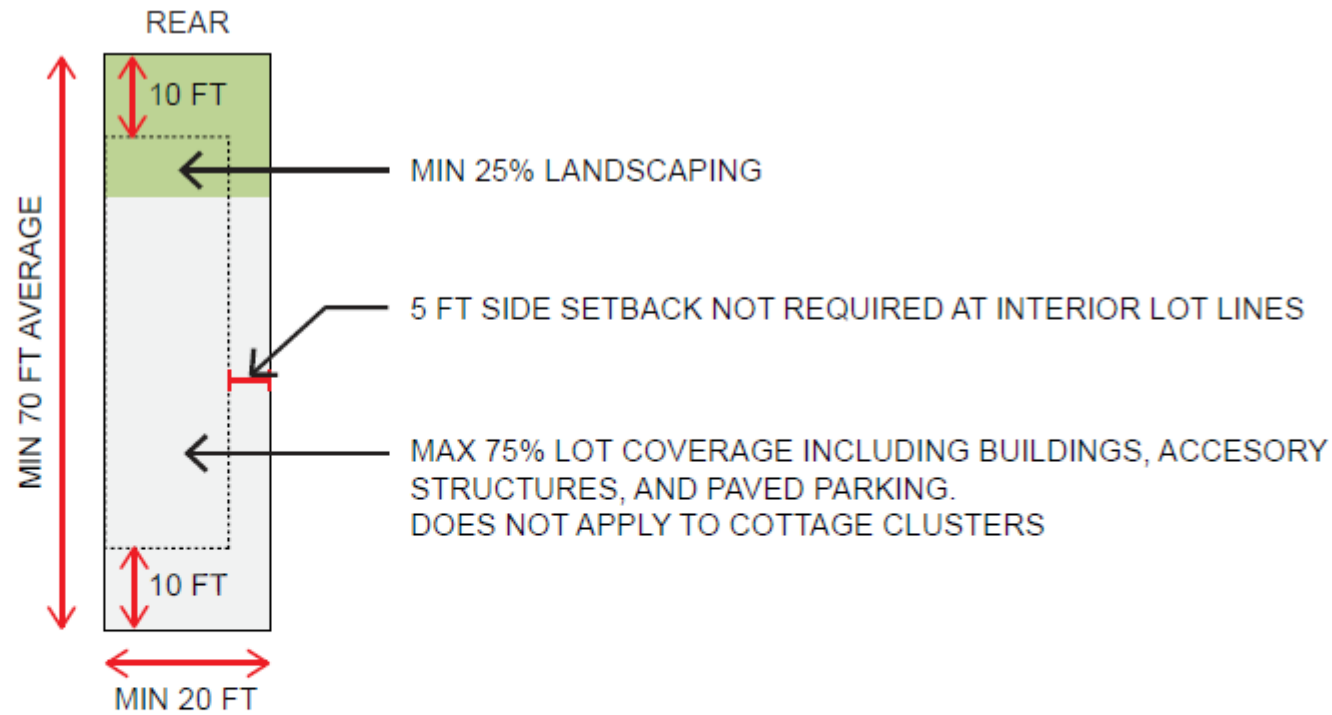 REAR
10 FT
MIN 25% LANDSCAPING
MIN 70 FT AVERAGE
5 FT SIDE SETBACK NOT REQUIRED AT INTERIOR LOT LINES
MAX 75% LOT COVERAGE INCLUDING BUILDINGS, ACCESORY
STRUCTURES, AND PAVED PARKING.
DOES NOT APPLY TO COTTAGE CLUSTERS
10 FT
MIN 20 FT